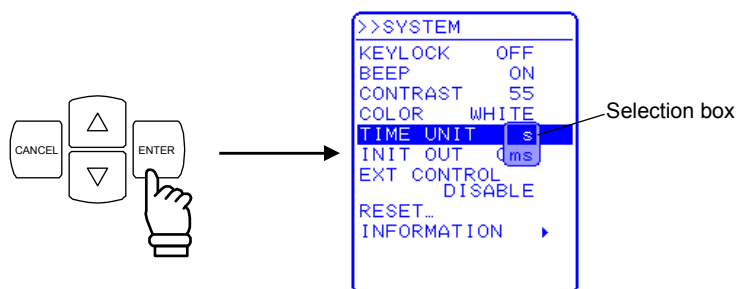 CANCEL
ENTER
>>SYSTEM
KEYLOCK OFF
BEEP ON
CONTRAST 55
COLOR WHITE
TIME UNIT s
INIT OUT ms
EXT CONTROL
DISABLE
RESET…
INFORMATION
Selection box